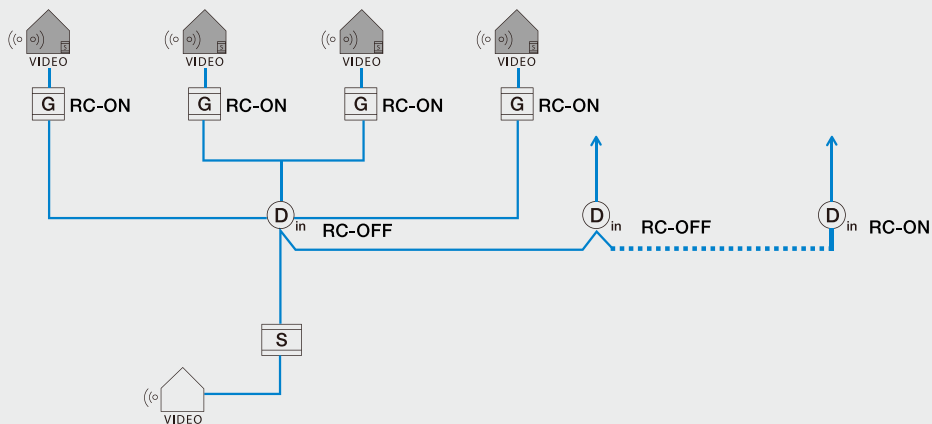 S S S S
VIDEO VIDEO VIDEO VIDEO
G RC-ON G RC-ON G RC-ON G RC-ON
D in RC-OFF D in RC-OFF D in RC-ON
S
VIDEO